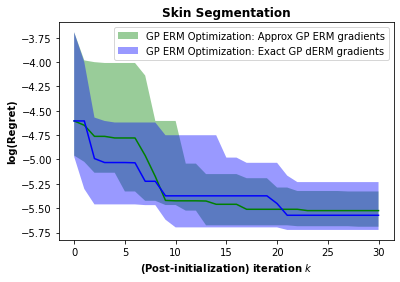 Skin Segmentation
GP ERM Optimization: Approx GP ERM gradients
GP ERM Optimization: Exact GP dERM gradients
log(Regret)
−3.75
−4.00
−4.25
−4.50
−4.75
−5.00
−5.25
−5.50
−5.75
0 5 10 15 20 25 30
(Post-initialization) iteration k